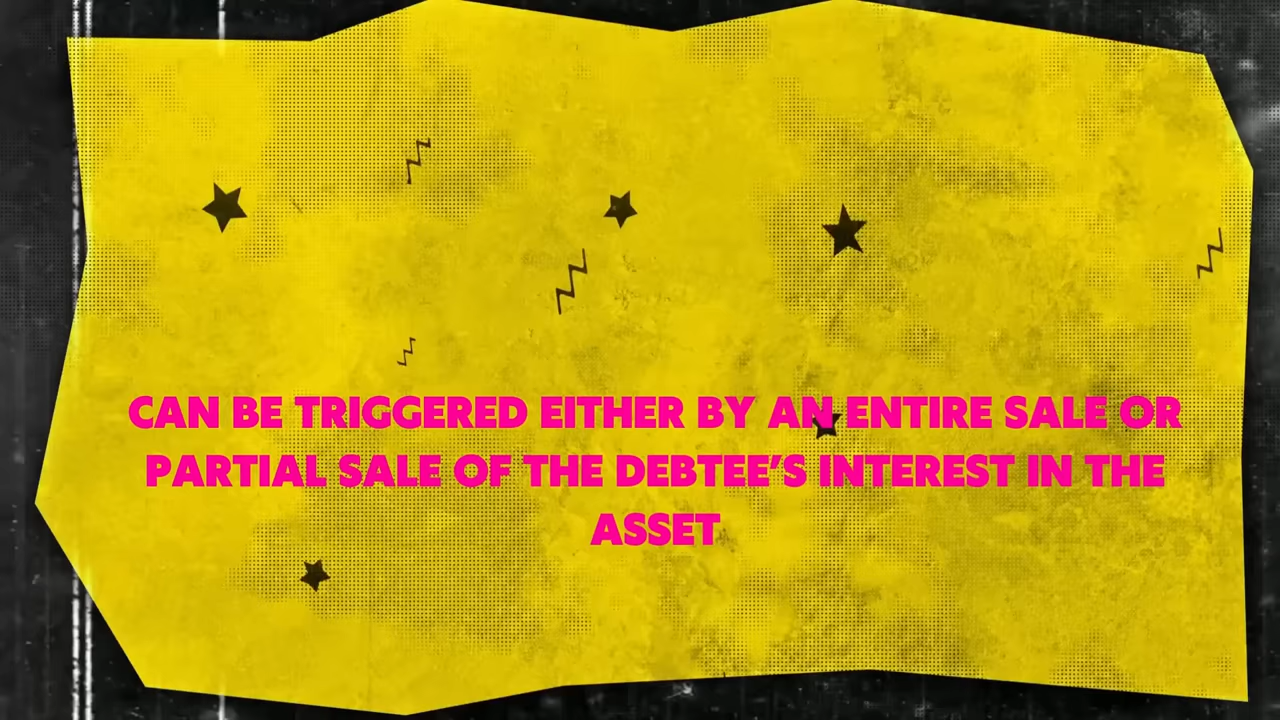 CAN BE TRIGGERED EITHER BY AN ENTIRE SALE OR
PARTIAL SALE OF THE DEBTEE’S INTEREST IN THE
ASSET